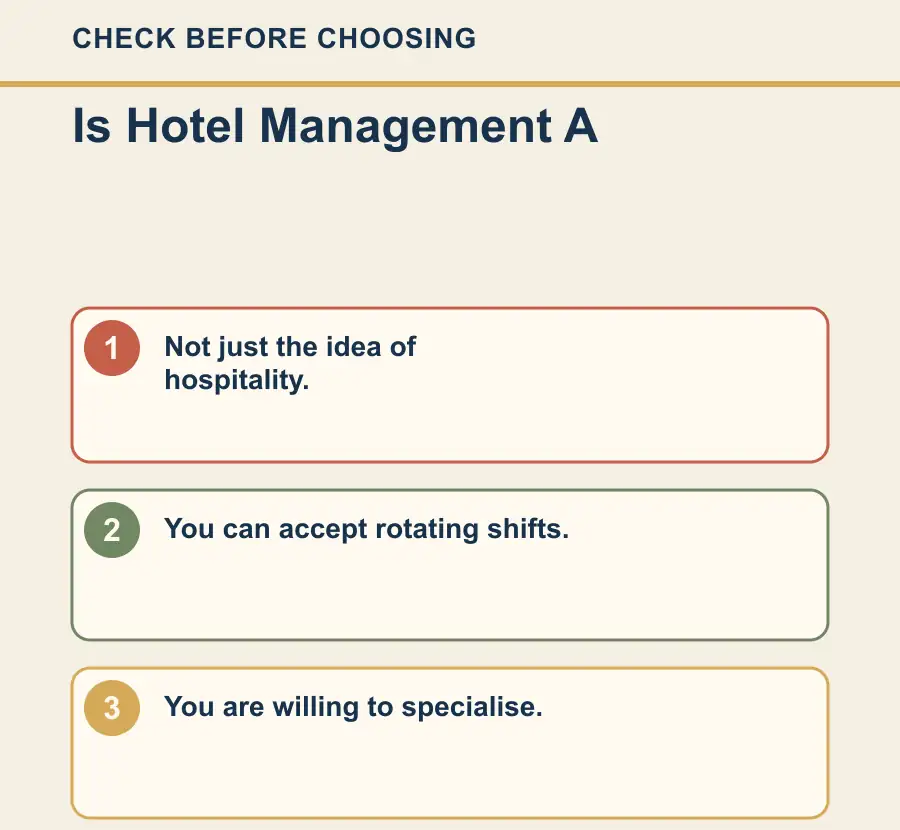 CHECK BEFORE CHOOSING
Is Hotel Management A
1
Not just the idea of
hospitality.
2
You can accept rotating shifts.
3
You are willing to specialise.